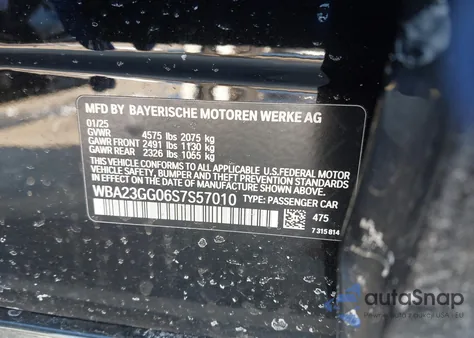 MFD BY BAYERISCHE MOTOREN WERKE AG
01/25
GVWR 4575 lbs 2075 kg
GAWR FRONT 2491 lbs 1130 kg
GAWR REAR 2326 lbs 1065 kg
THIS VEHICLE CONFORMS TO ALL APPLICABLE
U.S.FEDERAL MOTOR VEHICLE SAFETY, BUMPER,
AND THEFT PREVENTION STANDARDS
IN EFFECT ON THE DATE OF MANUFACTURE SHOWN ABOVE.
WBA23GG06S7S57010 TYPE: PASSENGER CAR
475
7 315 814
autoSnap